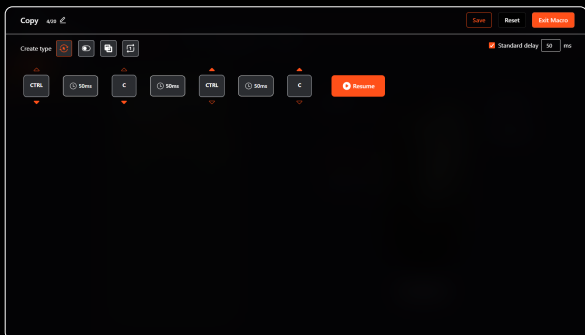 Copy 4/20 Save Reset Exit Macro
Create type Standard delay 50 ms
CTRL 50ms C 50ms CTRL 50ms C Resume